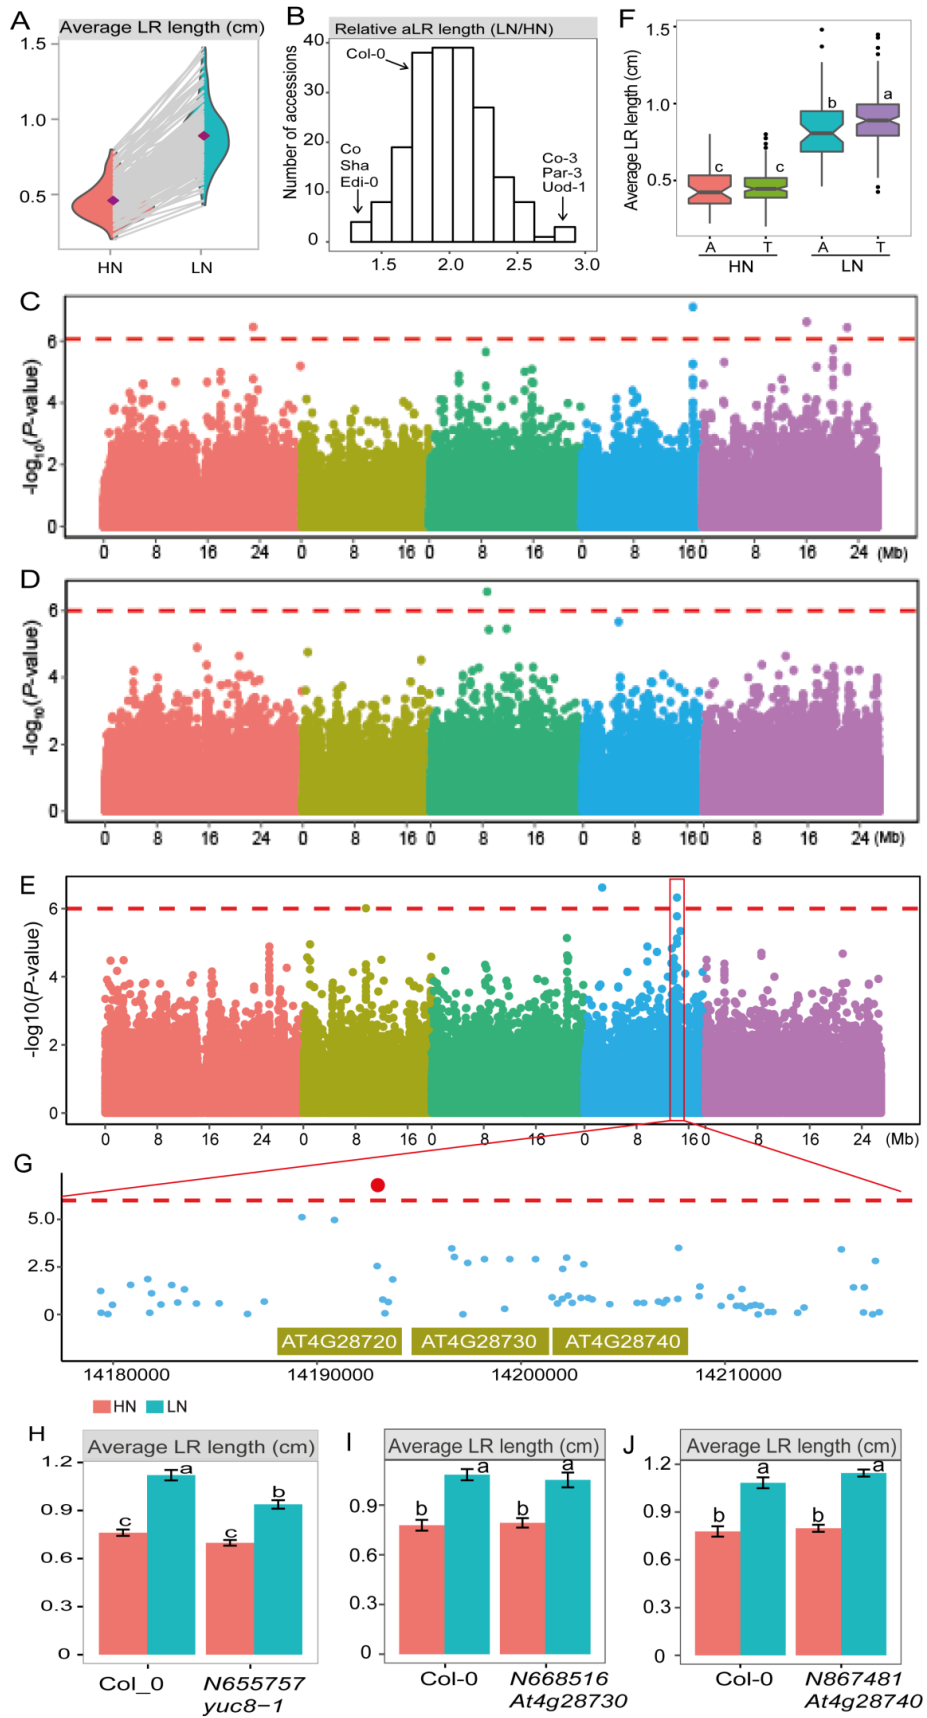 A
Average LR length (cm)
1.5
1.0
0.5
HN
LN
B
Relative aLR length (LN/HN)
Number of accessions
40
30
20
10
0
Col-0
Co
Sha
Edi-0
Co-3
Par-3
Uod-1
1.5
2.0
2.5
3.0
F
Average LR length (cm)
1.5
1.0
0.5
c
c
b
a
A
T
A
T
HN
LN
C
-log10(P-value)
6
4
2
0
0
8
16
24
0
8
16
0
8
16
0
8
16
0
8
16
24
(Mb)
D
-log10(P-value)
6
4
2
0
0
8
16
24
0
8
16
0
8
16
0
8
16
0
8
16
24
(Mb)
E
-log10(P-value)
6
4
2
0
0
8
16
24
0
8
16
0
8
16
0
8
16
0
8
16
24
(Mb)
G
5.0
2.5
0
AT4G28720
AT4G28730
AT4G28740
14180000
14190000
14200000
14210000
HN
LN
H
Average LR length (cm)
1.2
0.9
0.6
0.3
0
c
a
c
b
Col_0
N655757
yuc8-1
I
Average LR length (cm)
0.9
0.6
0.3
0
b
a
b
a
Col-0
N668516
At4g28730
J
Average LR length (cm)
1.2
0.9
0.6
0.3
0
b
a
b
a
Col-0
N867481
At4g28740